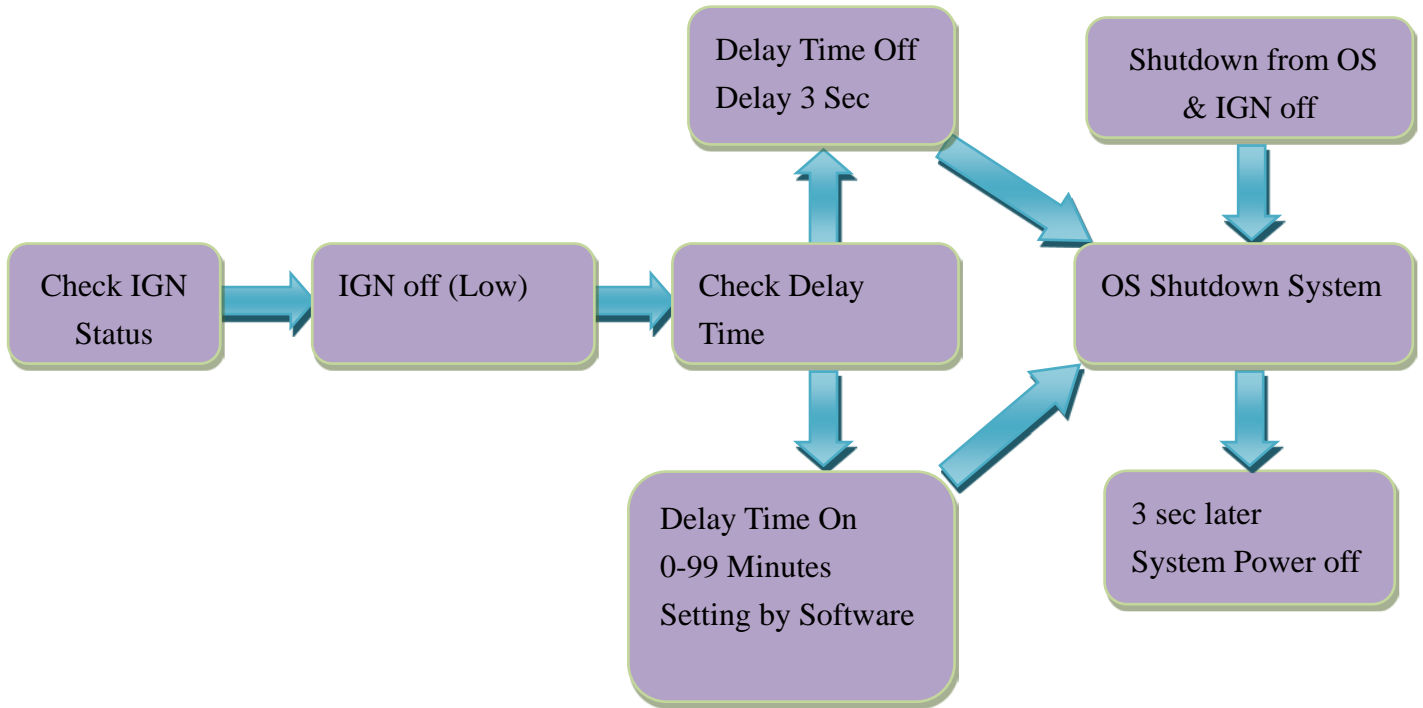 Delay Time Off
Delay 3 Sec
Shutdown from OS
& IGN off
Check IGN
Status
IGN off (Low)
Check Delay
Time
OS Shutdown System
Delay Time On
0-99 Minutes
Setting by Software
3 sec later
System Power off